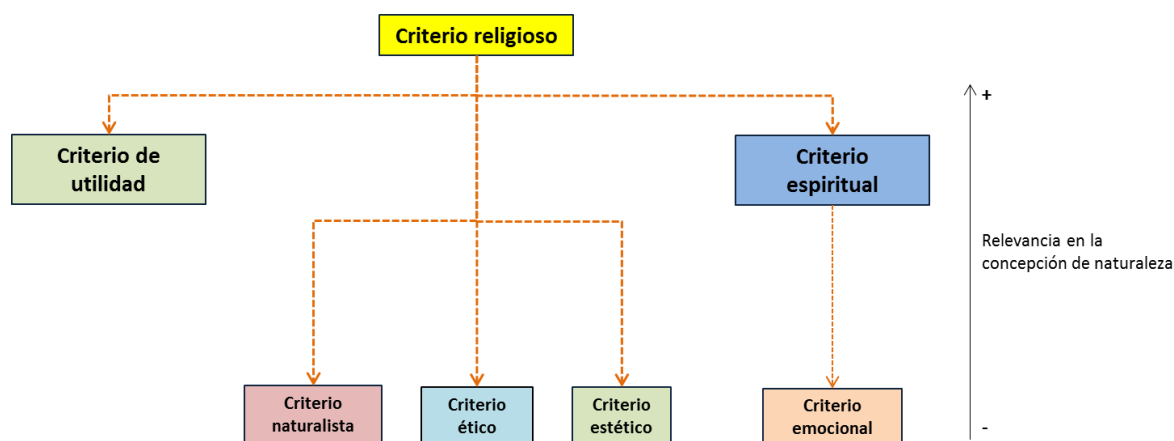 Criterio religioso
+
Criterio de
utilidad
Criterio
espiritual
Relevancia en la
concepción de naturaleza
Criterio
naturalista
Criterio
ético
Criterio
estético
Criterio
emocional
-